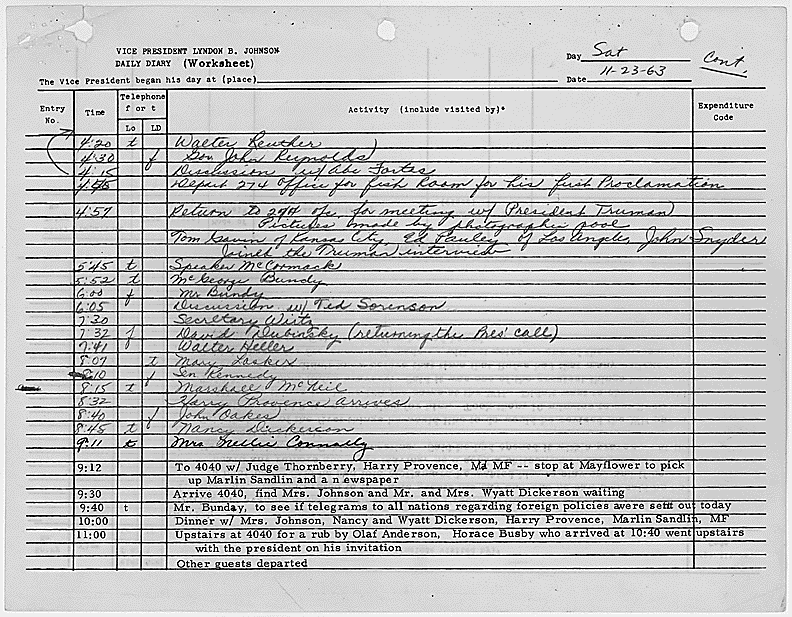 VICE PRESIDENT LYNDON B. JOHNSON
DAILY DIARY (Worksheet)
Day Sat
Cont.
The Vice President began his day at (place)
Date 11-23-63
Entry No. Time Telephone f or t Lo LD Activity (include visited by)* Expenditure Code
4:20 t Walter Reuther
4:30 f Gov John Reynolds
4:15 Discussion w/ Abe Fortas
4:45 Depart 274 office for Fish Room for his first Proclamation
4:57 Return to 274 ofc. for meeting w/ President Truman
Pictures made by photographic pool
Tom Gavin of Kansas City, Ed Pauley of Los Angeles, John Snyder
joined the Truman interview
5:45 t Speaker McCormack
5:52 t McGeorge Bundy
6:00 f Mr Bundy
6:05 Discussion w/ Ted Sorenson
7:30 Secretary Wirtz
7:32 f David Dubinsky (returning the Pres' call)
7:41 Walter Heller
8:07 t Mary Lasker
8:10 f Sen Kennedy
8:15 t Marshall McNeil
8:32 Harry Provence arrives
8:40 f John Oakes
8:45 t Nancy Dickerson
9:11 t Mrs Nellie Connally
9:12 To 4040 w/ Judge Thornberry, Harry Provence, MF -- stop at Mayflower to pick
up Marlin Sandlin and a n ewspaper
9:30 Arrive 4040, find Mrs. Johnson and Mr. and Mrs. Wyatt Dickerson waiting
9:40 t Mr. Bunday, to see if telegrams to all nations regarding foreign policies were sent out today
10:00 Dinner w/ Mrs. Johnson, Nancy and Wyatt Dickerson, Harry Provence, Marlin Sandlin, MF
11:00 Upstairs at 4040 for a rub by Olaf Anderson, Horace Busby who arrived at 10:40 went upstairs
with the president on his invitation
Other guests departed